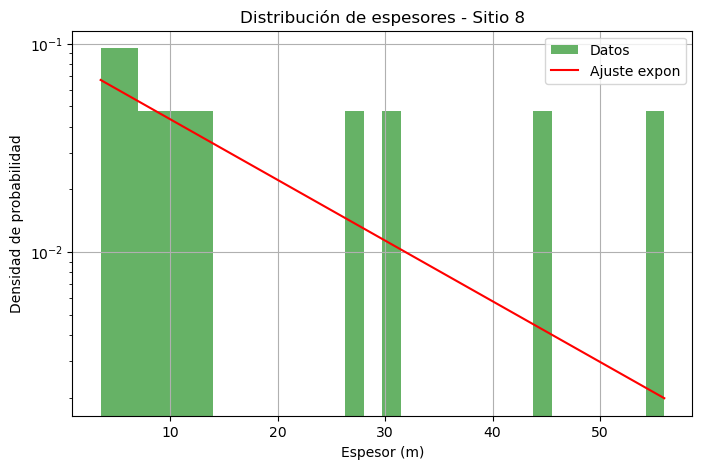 Distribución de espesores - Sitio 8
Densidad de probabilidad
10⁻¹
10⁻²
Datos
Ajuste expon
10 20 30 40 50
Espesor (m)